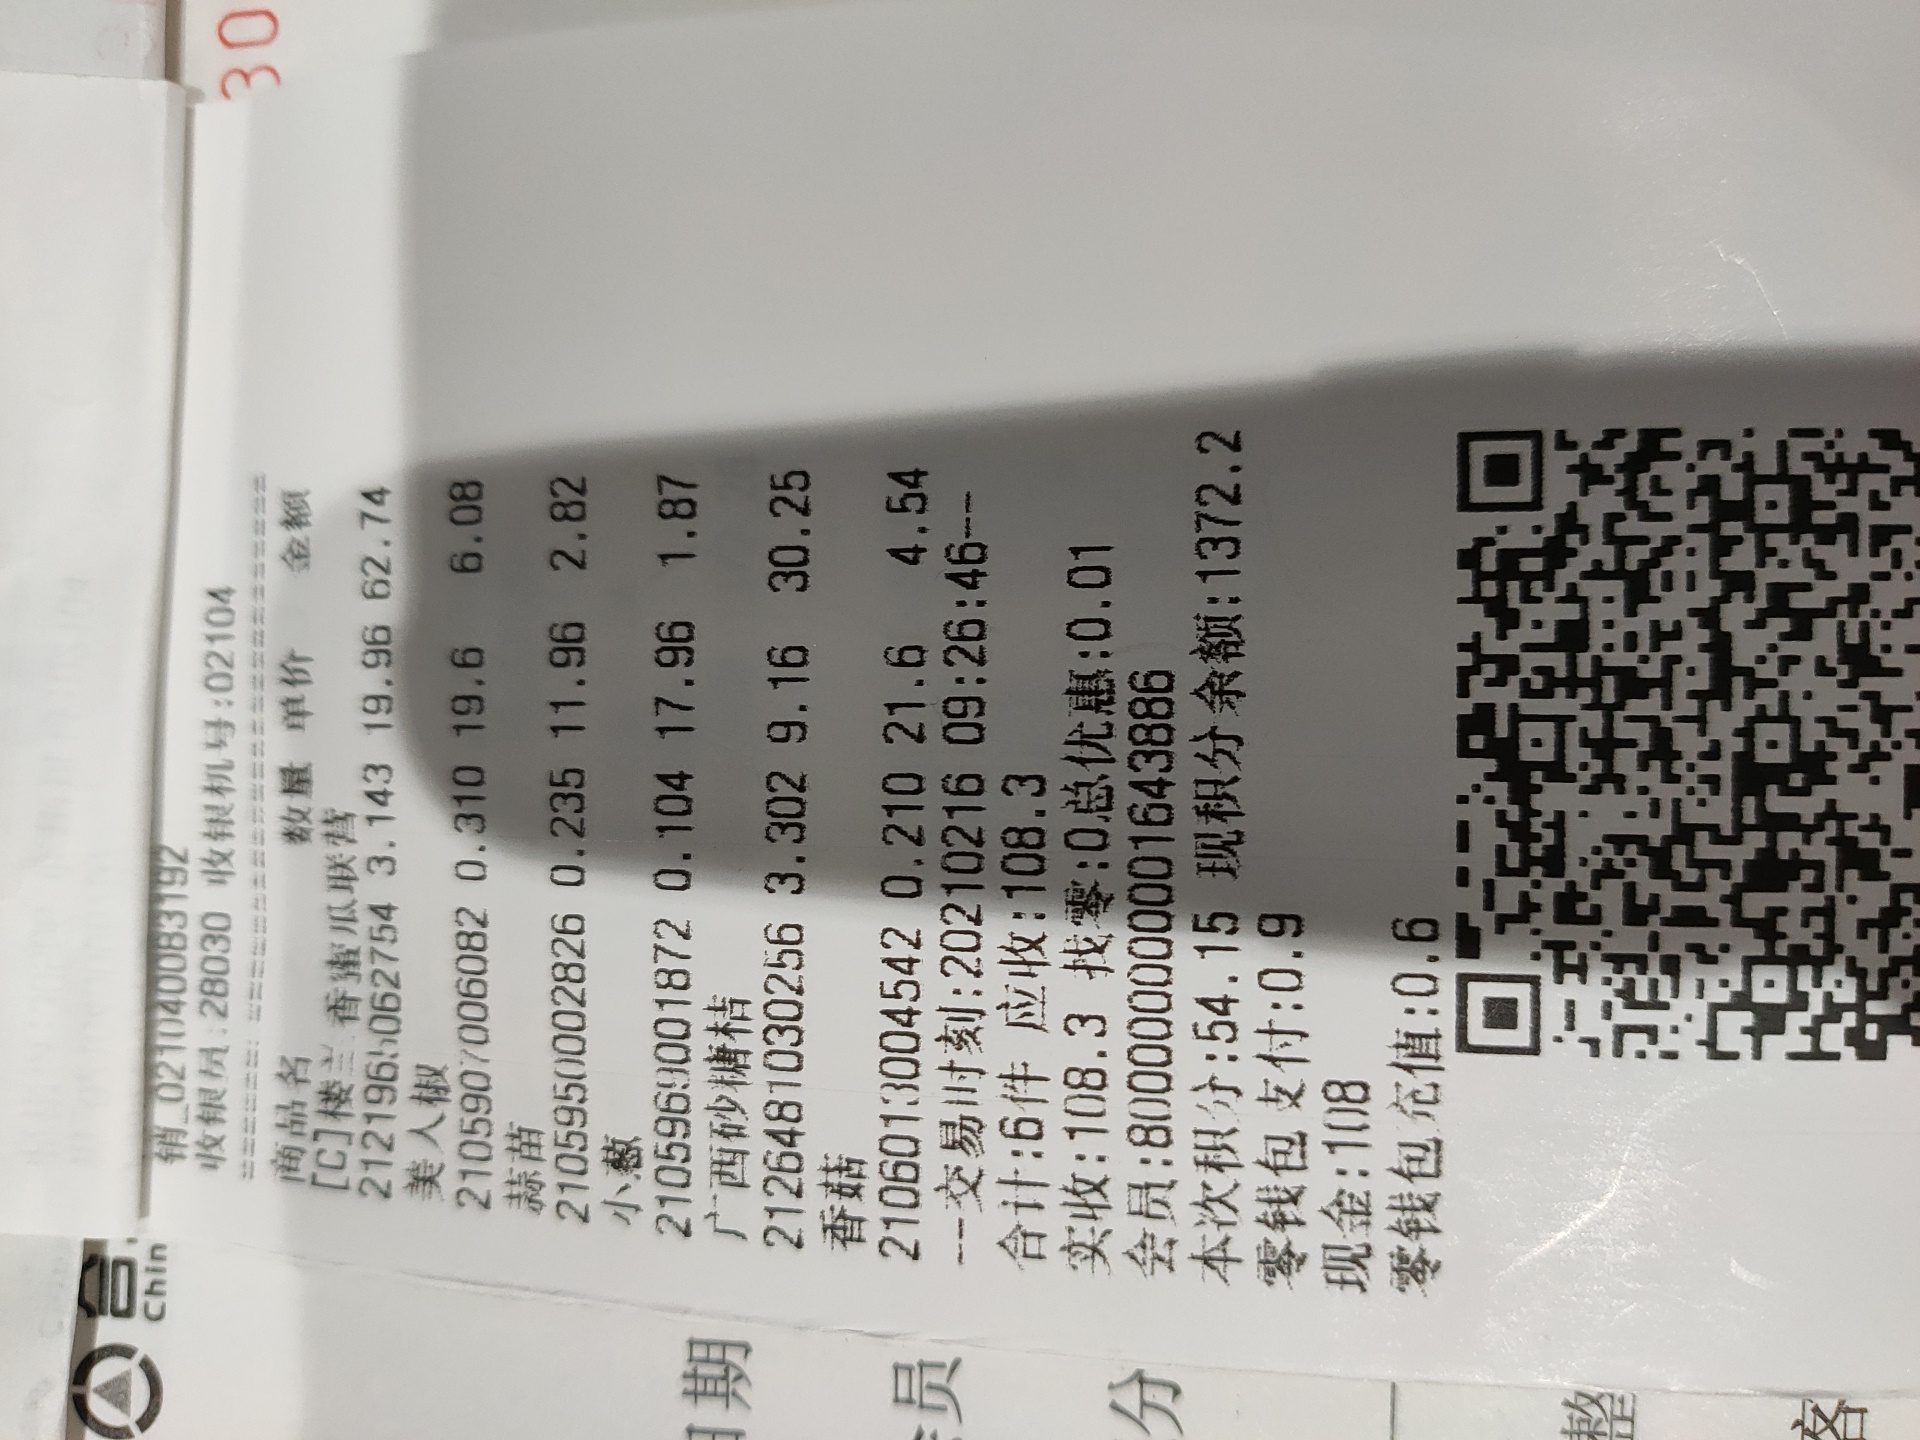 销_0210400831​92
收银员:28030 收银机号:02104
商品名 数量 单价 金额
[C]楼兰香蜜瓜联营
2121965062754 3.143 19.96 62.74
美人椒
2105907006082 0.310 19.6 6.08
蒜苗
2105950002826 0.235 11.96 2.82
小葱
2105969001872 0.104 17.96 1.87
广西砂糖桔
2126481030256 3.302 9.16 30.25
香菇
2106013004542 0.210 21.6 4.54
--交易时刻:20210216 09:26:46--
合计:6件 应收:108.3
实收:108.3 找零:0总优惠:0.01
会员:8000000001643886
本次积分:54.15 现积分余额:1372.2
零钱包支付:0.9
现金:108
零钱包充值:0.6
30
Chin
期
员
分
整
客